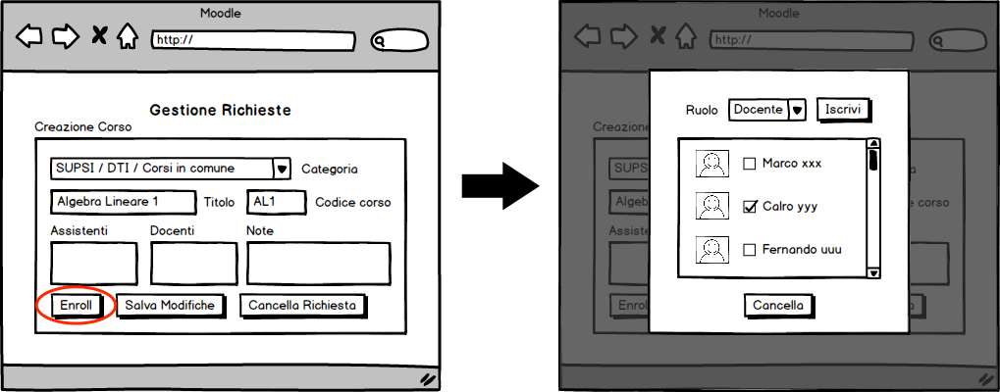 Moodle
http://
Gestione Richieste
Creazione Corso
SUPSI / DTI / Corsi in comune Categoria
Algebra Lineare 1 Titolo AL1 Codice corso
Assistenti Docenti Note
Enroll Salva Modifiche Cancella Richiesta
Moodle
http://
Creazione
SUPS a
Algeb e corso
Assiste
Enrol a
Ruolo Docente Iscrivi
Marco xxx
Calro yyy
Fernando uuu
Cancella